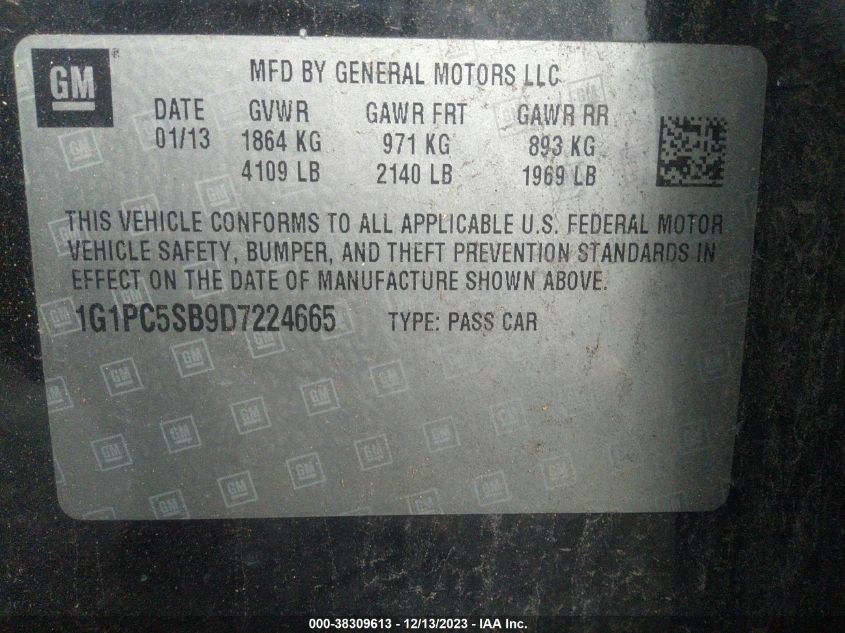 GM
MFD BY GENERAL MOTORS LLC
DATE GVWR GAWR FRT GAWR RR
01/13 1864 KG 971 KG 893 KG
4109 LB 2140 LB 1969 LB
THIS VEHICLE CONFORMS TO ALL APPLICABLE U.S. FEDERAL MOTOR
VEHICLE SAFETY, BUMPER, AND THEFT PREVENTION STANDARDS IN
EFFECT ON THE DATE OF MANUFACTURE SHOWN ABOVE.
1G1PC5SB9D7224665 TYPE: PASS CAR
000-38309613 - 12/13/2023 - IAA Inc.